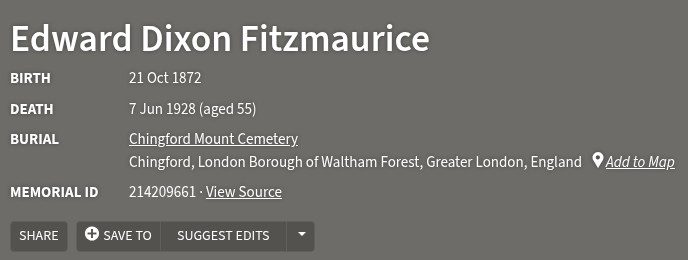 Edward Dixon Fitzmaurice
BIRTH 21 Oct 1872
DEATH 7 Jun 1928 (aged 55)
BURIAL Chingford Mount Cemetery
Chingford, London Borough of Waltham Forest, Greater London, England Add to Map
MEMORIAL ID 214209661 · View Source
SHARE SAVE TO SUGGEST EDITS